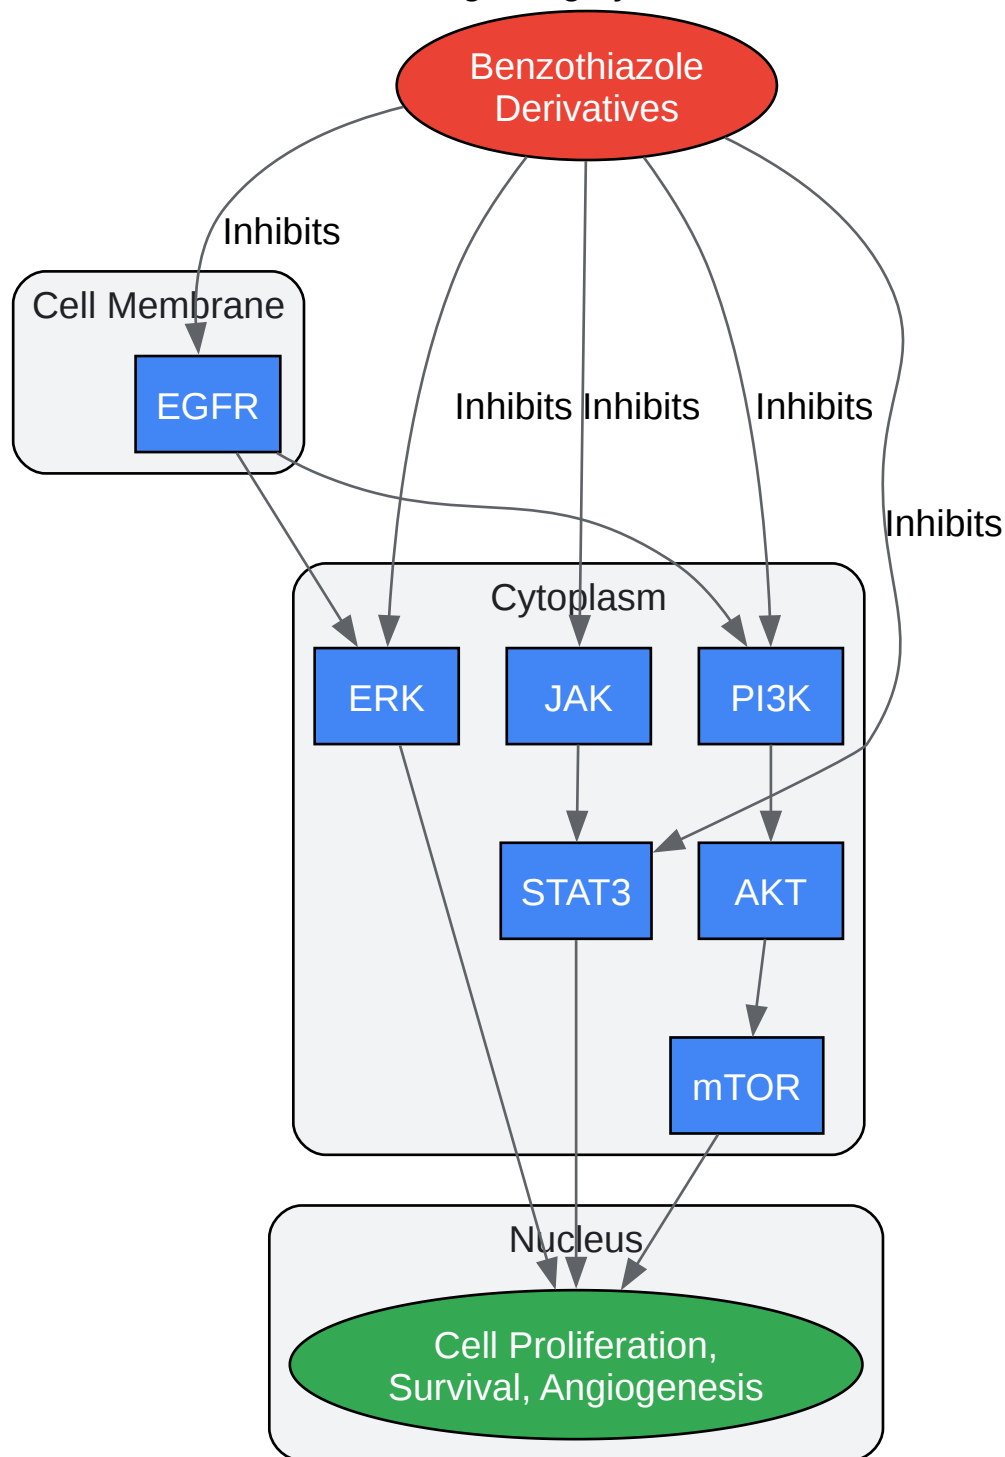 Benzothiazole
Derivatives
Inhibits
Cell Membrane
EGFR
Inhibits
Inhibits
Inhibits
Inhibits
Cytoplasm
ERK
JAK
PI3K
STAT3
AKT
mTOR
Nucleus
Cell Proliferation,
Survival, Angiogenesis